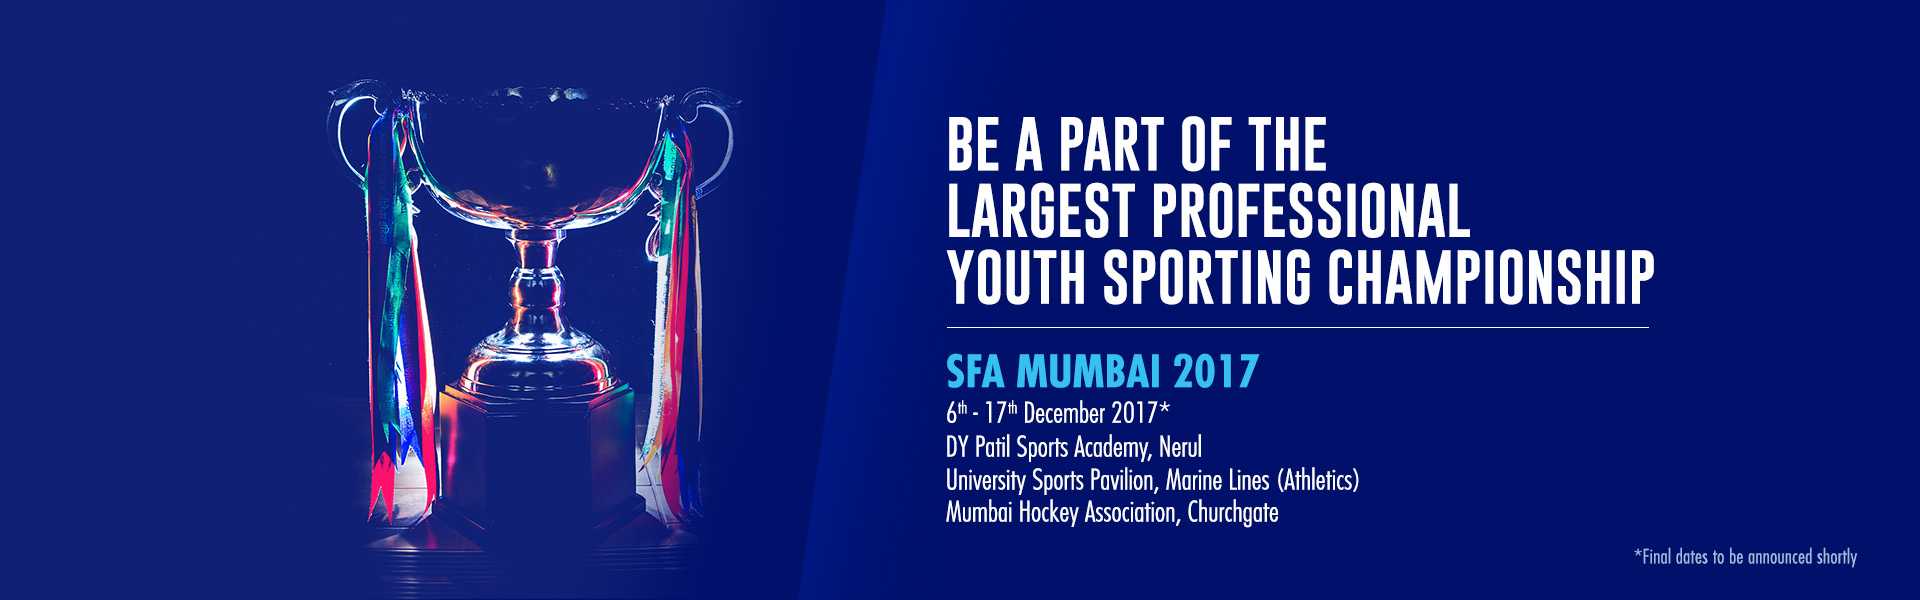 BE A PART OF THE
LARGEST PROFESSIONAL
YOUTH SPORTING CHAMPIONSHIP
SFA MUMBAI 2017
6th - 17th December 2017*
DY Patil Sports Academy, Nerul
University Sports Pavilion, Marine Lines (Athletics)
Mumbai Hockey Association, Churchgate
*Final dates to be announced shortly